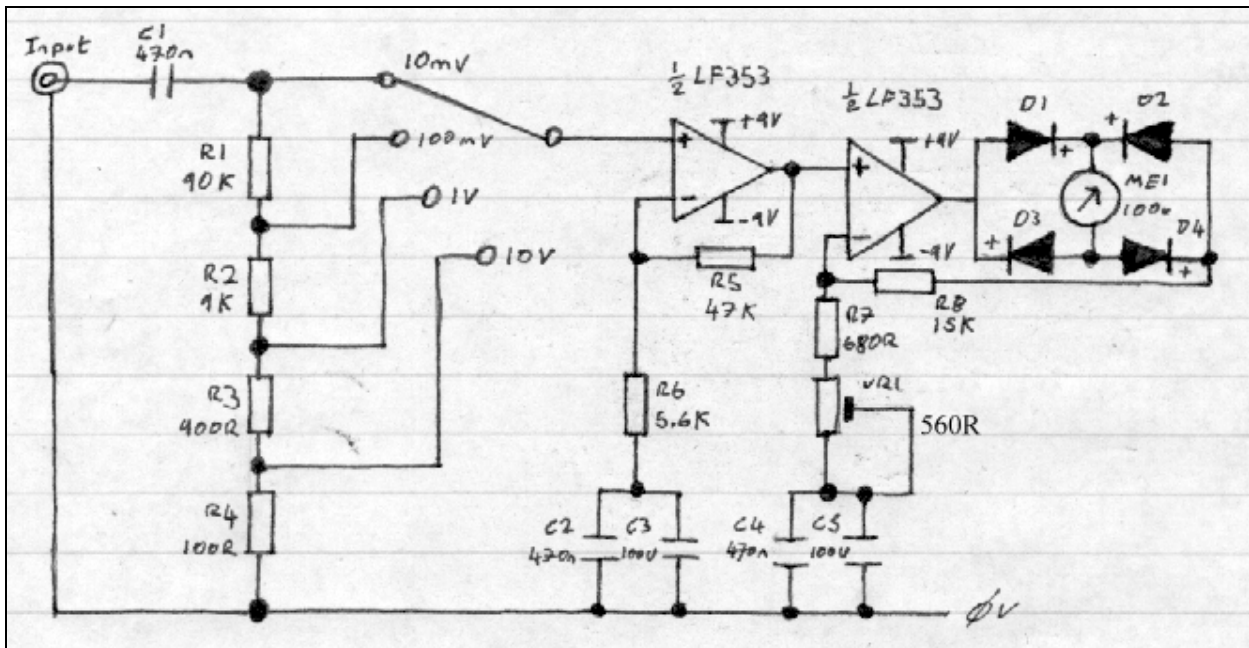 Input
C1
470n
10mV
100mV
1V
10V
R1
90K
R2
9K
R3
900R
R4
100R
½ LF353
+9V
-9V
R5
47K
R6
5.6K
C2
470n
C3
100U
½ LF353
+9V
-9V
R8
15K
R7
680R
VR1
560R
C4
470n
C5
100U
D1
D2
ME1
100u
D3
D4
ØV